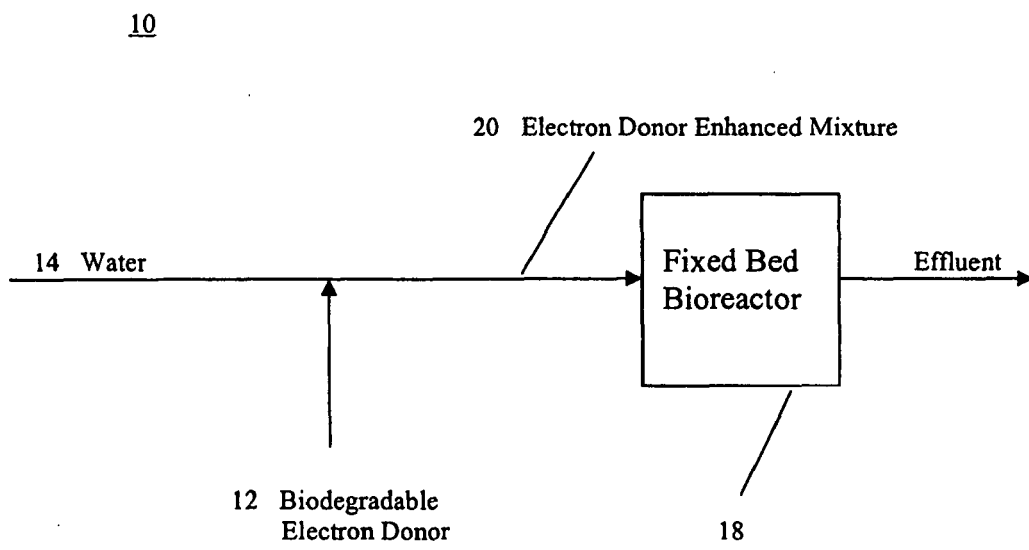 10
20 Electron Donor Enhanced Mixture
14 Water
Fixed Bed
Bioreactor
Effluent
12 Biodegradable
Electron Donor
18